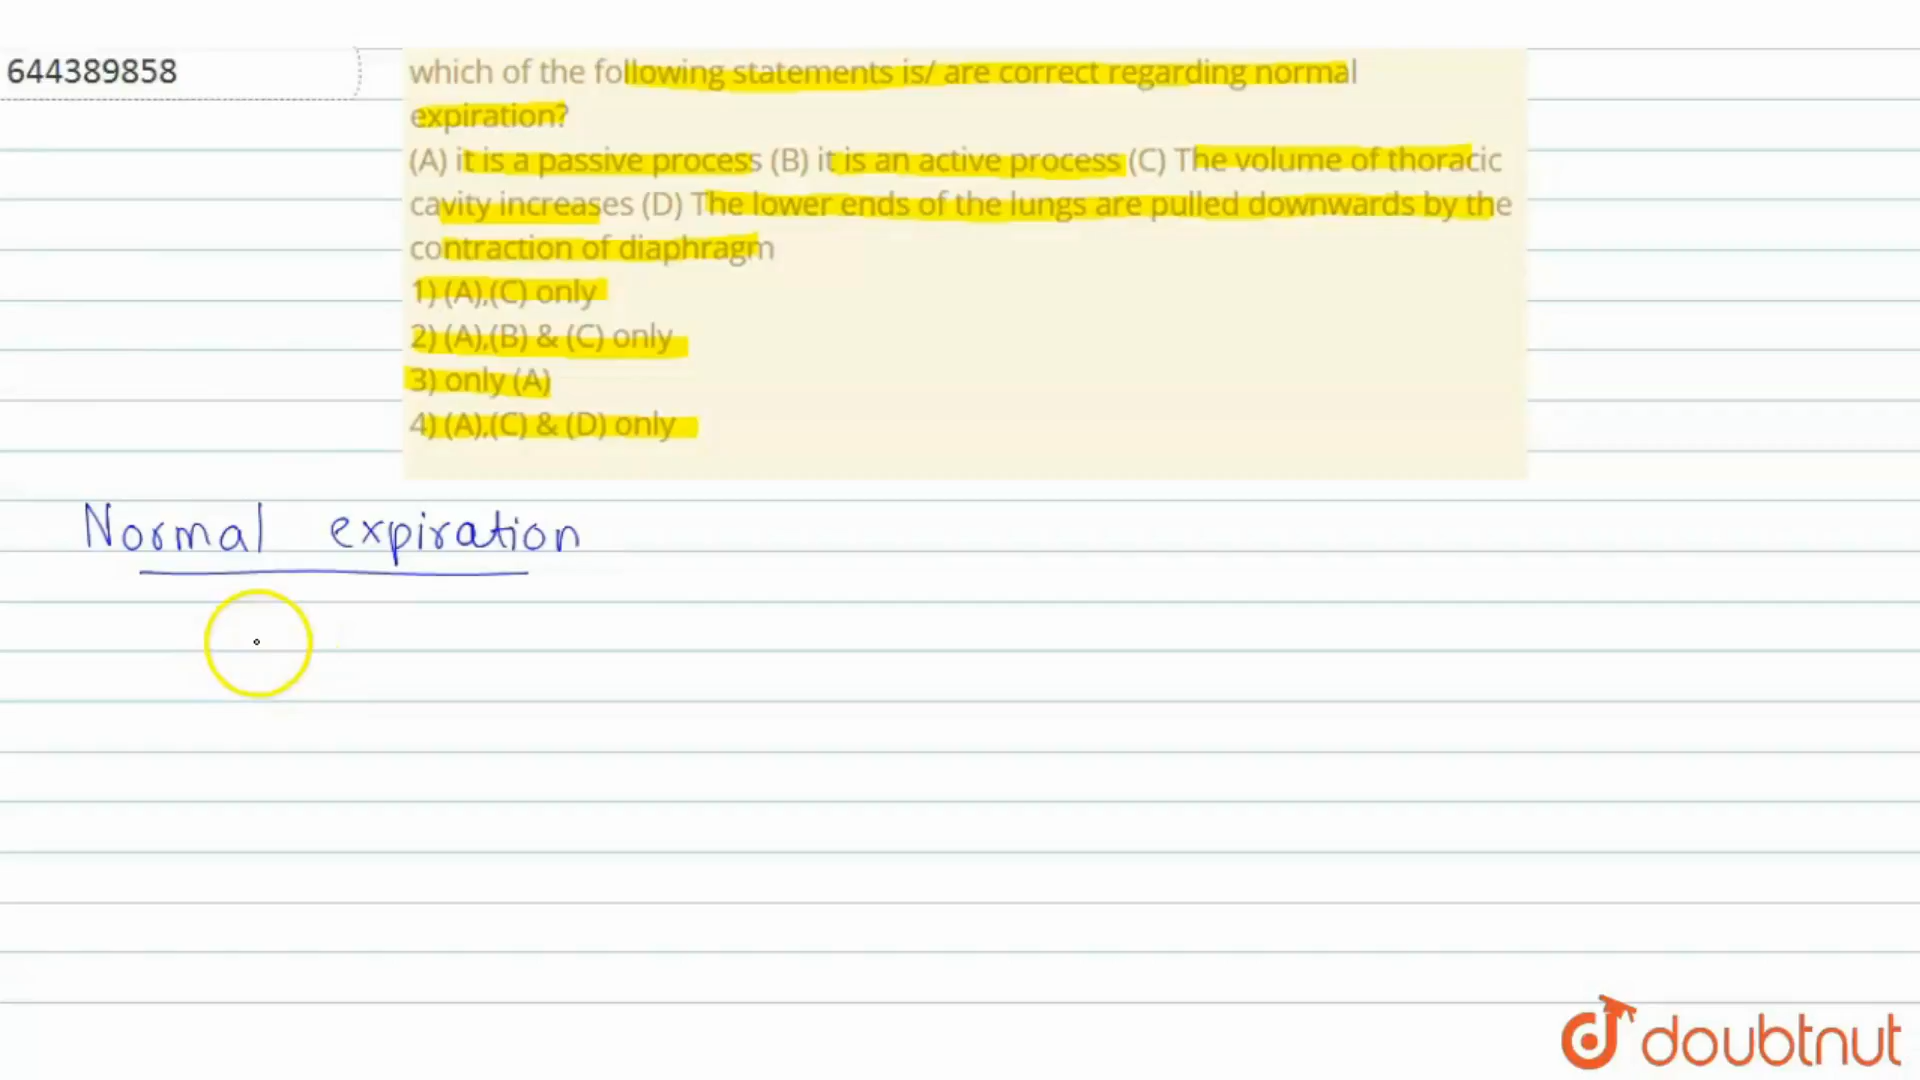 644389858
which of the following statements is/ are correct regarding normal
expiration?
(A) it is a passive process (B) it is an active process (C) The volume of thoracic
cavity increases (D) The lower ends of the lungs are pulled downwards by the
contraction of diaphragm
1) (A),(C) only
2) (A),(B) & (C) only
3) only (A)
4) (A),(C) & (D) only
Normal expiration
doubtnut